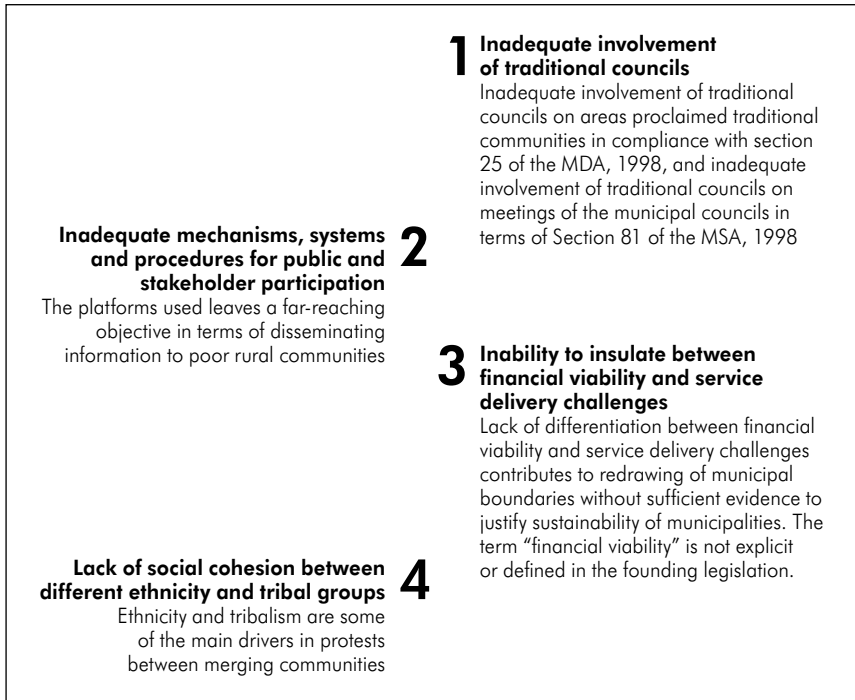 1
Inadequate involvement
of traditional councils
Inadequate involvement of traditional
councils on areas proclaimed traditional
communities in compliance with section
25 of the MDA, 1998, and inadequate
involvement of traditional councils on
meetings of the municipal councils in
terms of Section 81 of the MSA, 1998
2
Inadequate mechanisms, systems
and procedures for public and
stakeholder participation
The platforms used leaves a far-reaching
objective in terms of disseminating
information to poor rural communities
3
Inability to insulate between
financial viability and service
delivery challenges
Lack of differentiation between financial
viability and service delivery challenges
contributes to redrawing of municipal
boundaries without sufficient evidence to
justify sustainability of municipalities. The
term “financial viability” is not explicit
or defined in the founding legislation.
4
Lack of social cohesion between
different ethnicity and tribal groups
Ethnicity and tribalism are some
of the main drivers in protests
between merging communities